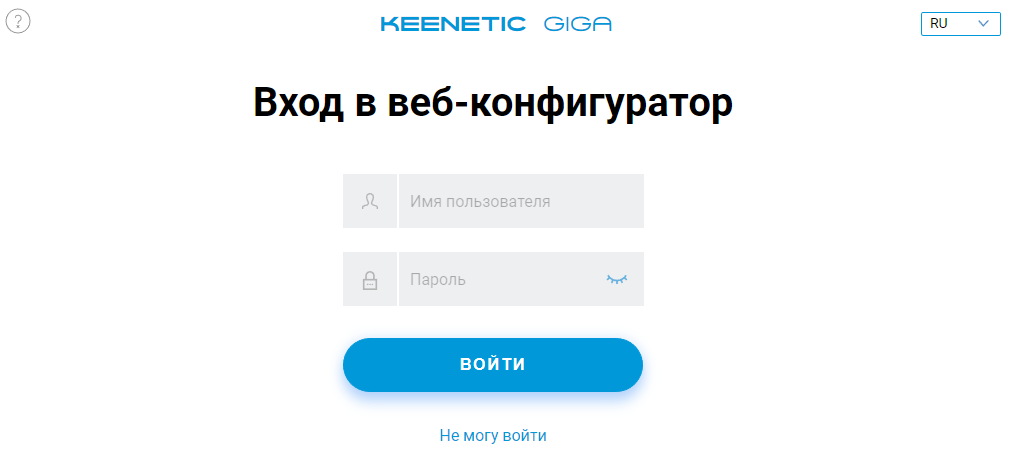 ?
KEENETIC GIGA
RU
Вход в веб-конфигуратор
Имя пользователя
Пароль
ВОЙТИ
Не могу войти